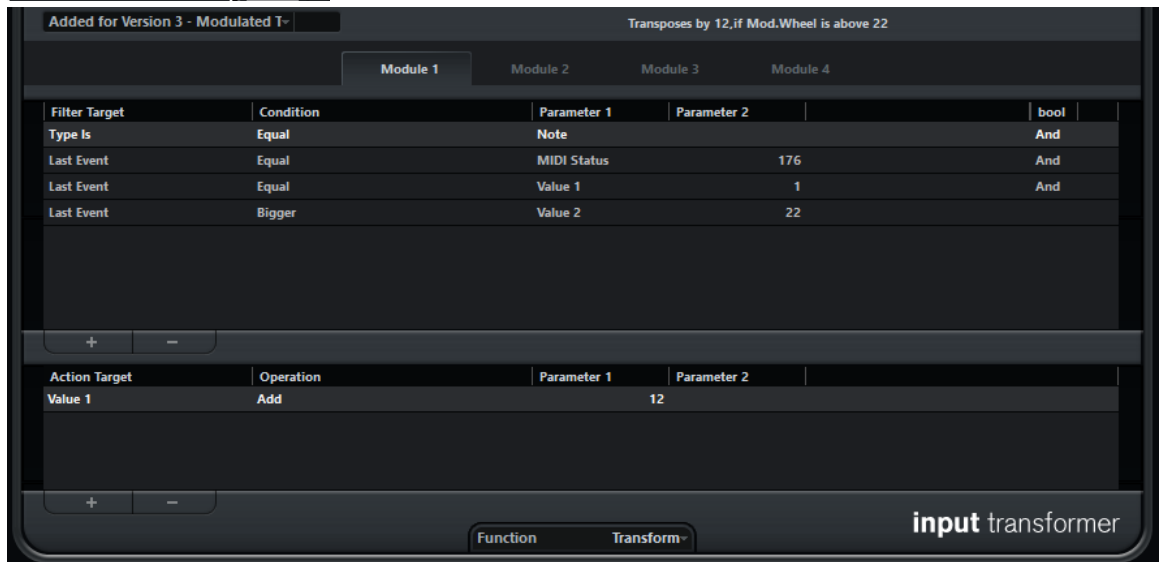 Added for Version 3 - Modulated T
Transposes by 12,if Mod.Wheel is above 22
Module 1 Module 2 Module 3 Module 4
Filter Target Condition Parameter 1 Parameter 2 bool
Type Is Equal Note And
Last Event Equal MIDI Status 176 And
Last Event Equal Value 1 1 And
Last Event Bigger Value 2 22
+ −
Action Target Operation Parameter 1 Parameter 2
Value 1 Add 12
+ −
input transformer
Function Transform